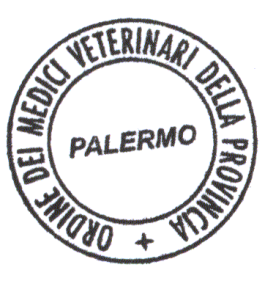 ORDINE DEI MEDICI VETERINARI DELLA PROVINCIA +
PALERMO